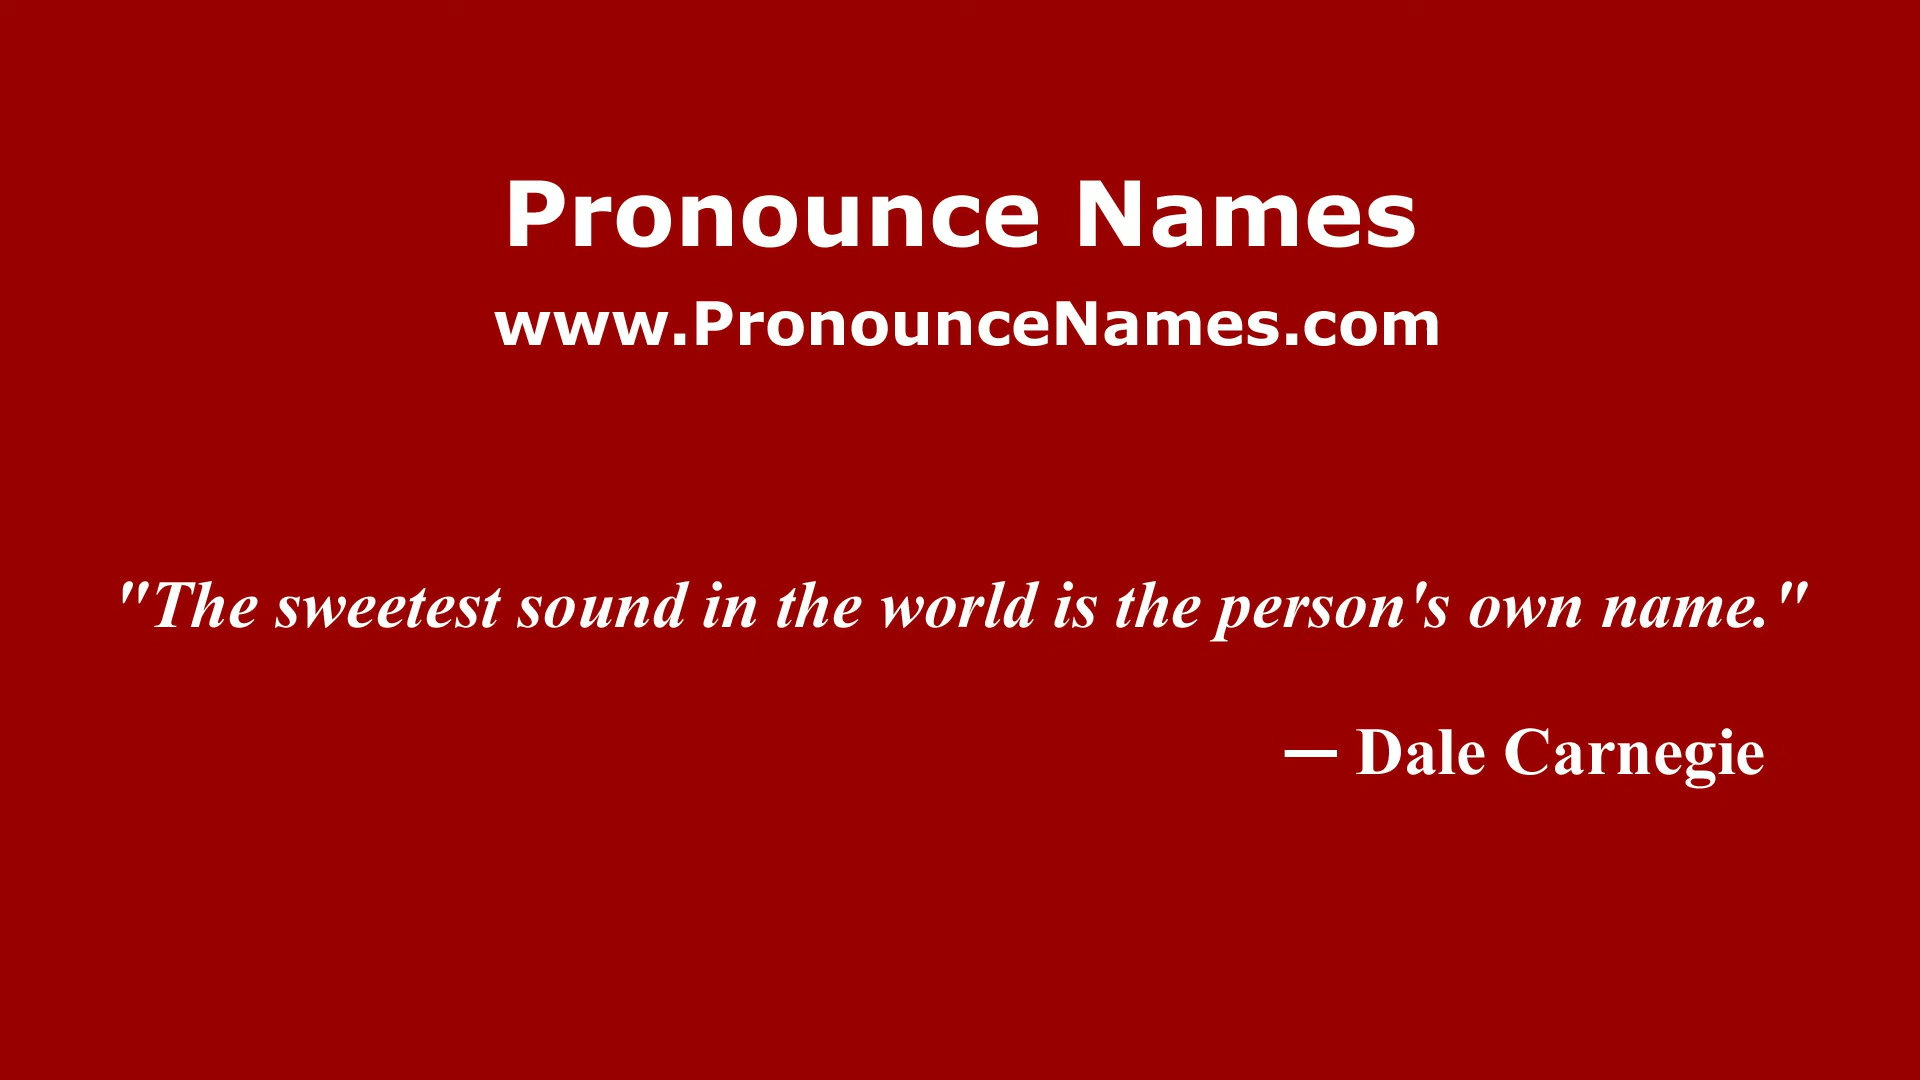 Pronounce Names
www.PronounceNames.com
"The sweetest sound in the world is the person's own name."
— Dale Carnegie